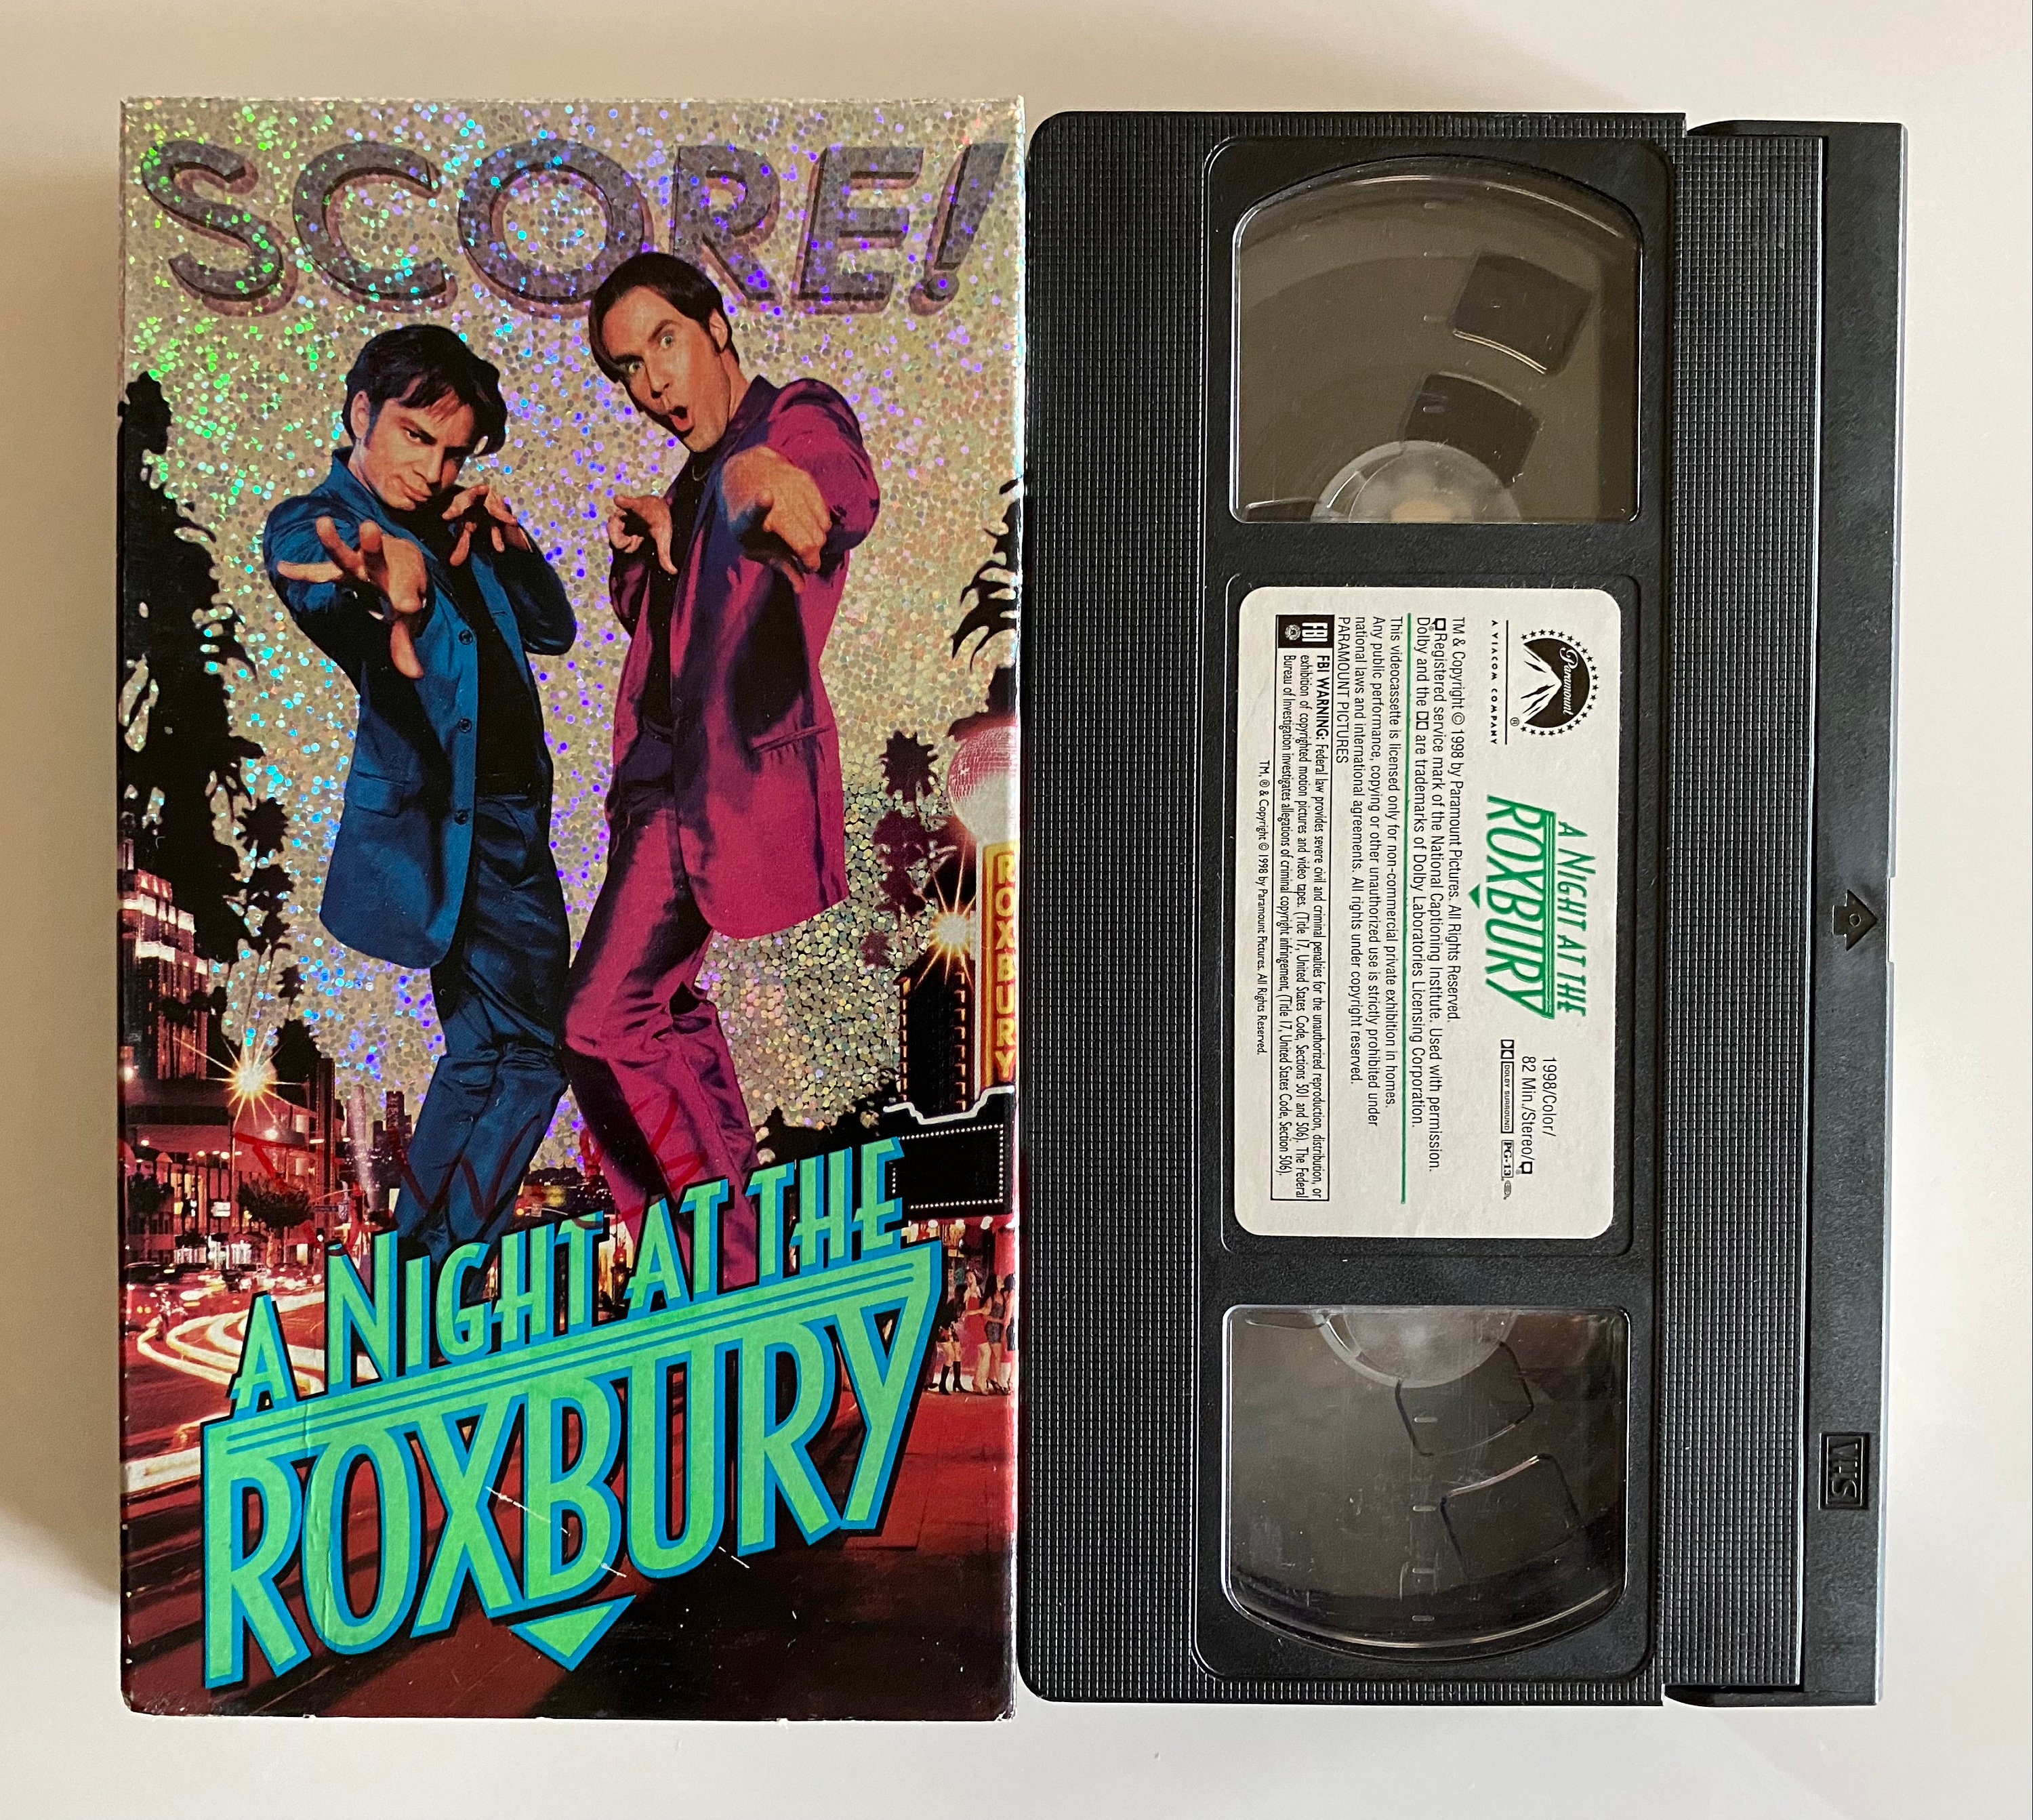 SCORE!
ROXBURY
A NIGHT AT THE
ROXBURY
Paramount
®
A VIACOM COMPANY
A NIGHT AT THE
ROXBURY
1998/Color/
82 Min./Stereo/
DOLBY SURROUND
PG-13
TM & Copyright © 1998 by Paramount Pictures. All Rights Reserved.
Registered service mark of the National Captioning Institute. Used with permission.
Dolby and the are trademarks of Dolby Laboratories Licensing Corporation.
This videocassette is licensed only for non-commercial private exhibition in homes.
Any public performance, copying or other unauthorized use is strictly prohibited under
national laws and international agreements. All rights under copyright reserved.
PARAMOUNT PICTURES
FBI
FBI WARNING: Federal law provides severe civil and criminal penalties for the unauthorized reproduction, distribution, or
exhibition of copyrighted motion pictures and video tapes. (Title 17, United States Code, Sections 501 and 506). The Federal
Bureau of Investigation investigates allegations of criminal copyright infringement, (Title 17, United States Code, Section 506).
TM, ® & Copyright © 1998 by Paramount Pictures. All Rights Reserved.
VHS